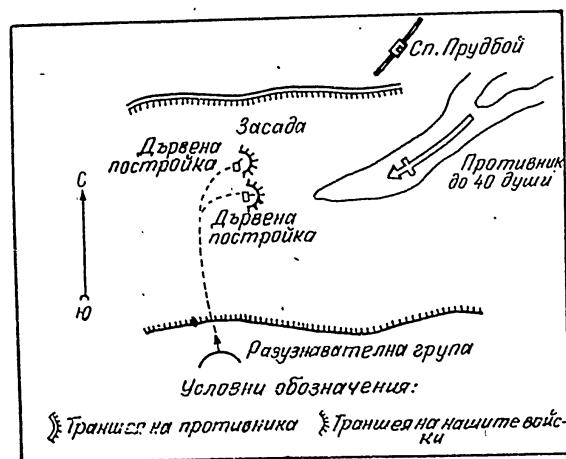 Сп. Прудбой
Засада
Дървена
постройка
Противник
до 40 души
Дървена
постройка
С
Ю
Разузнавателна група
Условни обозначения:
Траншея на противника
Траншея на нашите войс-
ки